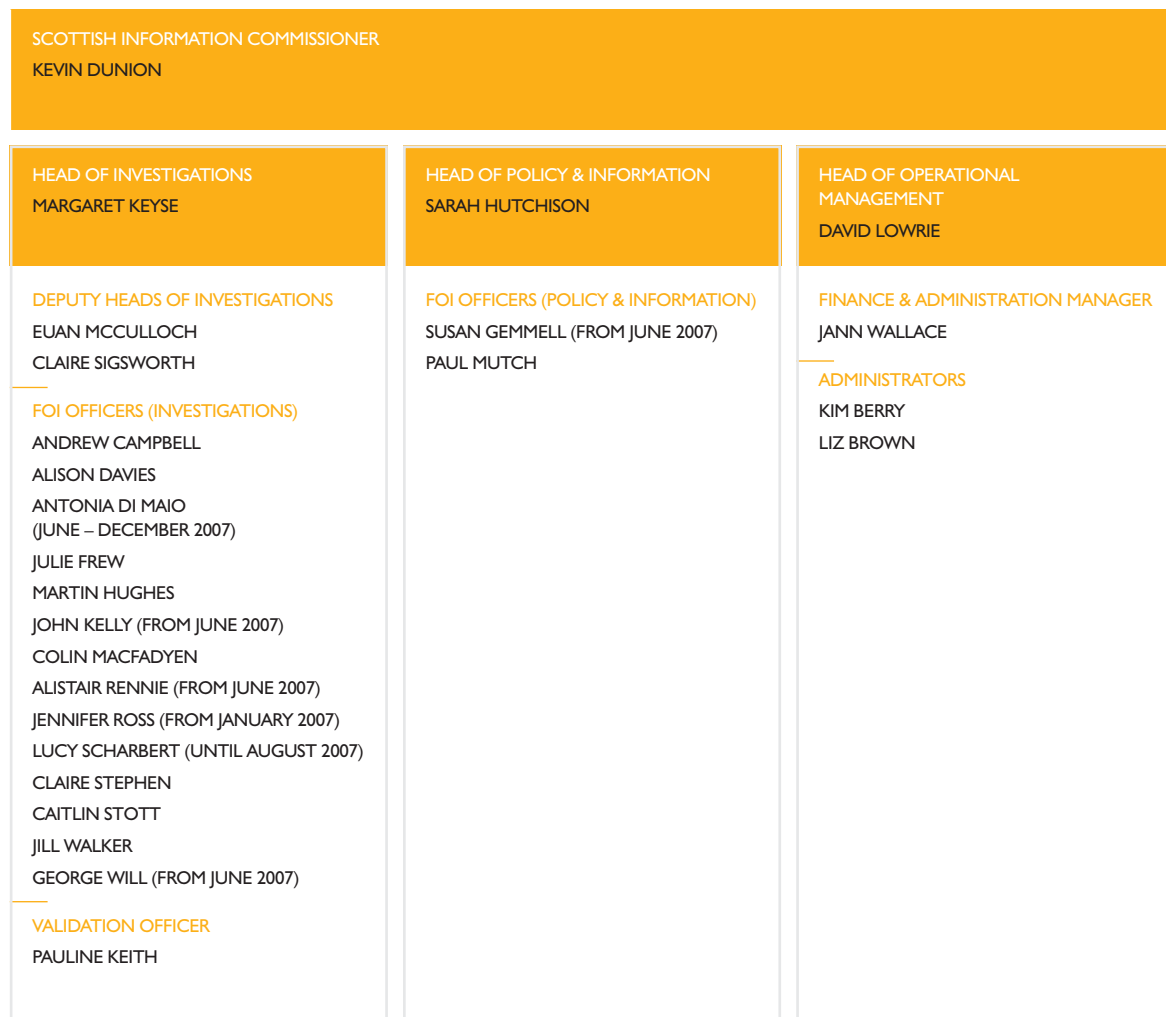 SCOTTISH INFORMATION COMMISSIONER
KEVIN DUNION
HEAD OF INVESTIGATIONS
MARGARET KEYSE
DEPUTY HEADS OF INVESTIGATIONS
EUAN MCCULLOCH
CLAIRE SIGSWORTH
FOI OFFICERS (INVESTIGATIONS)
ANDREW CAMPBELL
ALISON DAVIES
ANTONIA DI MAIO
(JUNE – DECEMBER 2007)
JULIE FREW
MARTIN HUGHES
JOHN KELLY (FROM JUNE 2007)
COLIN MACFADYEN
ALISTAIR RENNIE (FROM JUNE 2007)
JENNIFER ROSS (FROM JANUARY 2007)
LUCY SCHARBERT (UNTIL AUGUST 2007)
CLAIRE STEPHEN
CAITLIN STOTT
JILL WALKER
GEORGE WILL (FROM JUNE 2007)
VALIDATION OFFICER
PAULINE KEITH
HEAD OF POLICY & INFORMATION
SARAH HUTCHISON
FOI OFFICERS (POLICY & INFORMATION)
SUSAN GEMMELL (FROM JUNE 2007)
PAUL MUTCH
HEAD OF OPERATIONAL
MANAGEMENT
DAVID LOWRIE
FINANCE & ADMINISTRATION MANAGER
JANN WALLACE
ADMINISTRATORS
KIM BERRY
LIZ BROWN